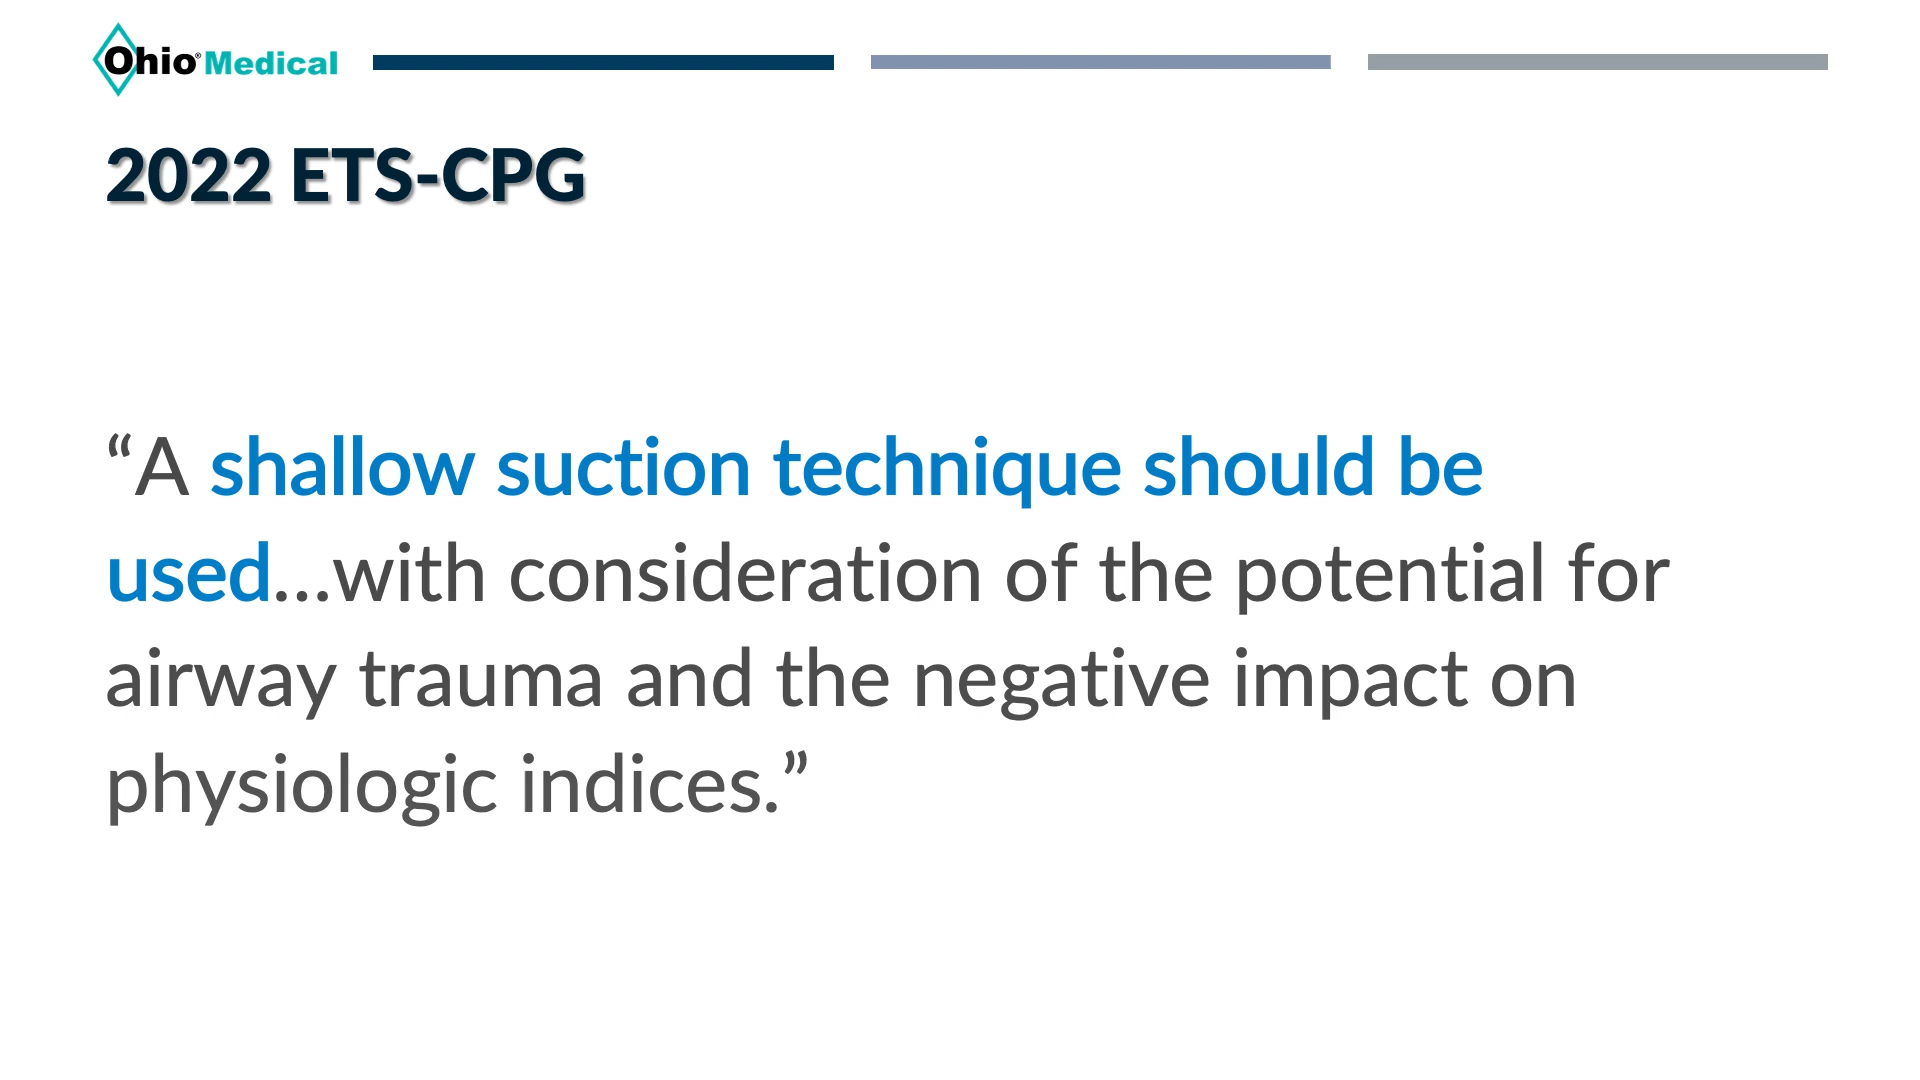 Ohio® Medical
2022 ETS-CPG
“A shallow suction technique should be
used…with consideration of the potential for
airway trauma and the negative impact on
physiologic indices.”